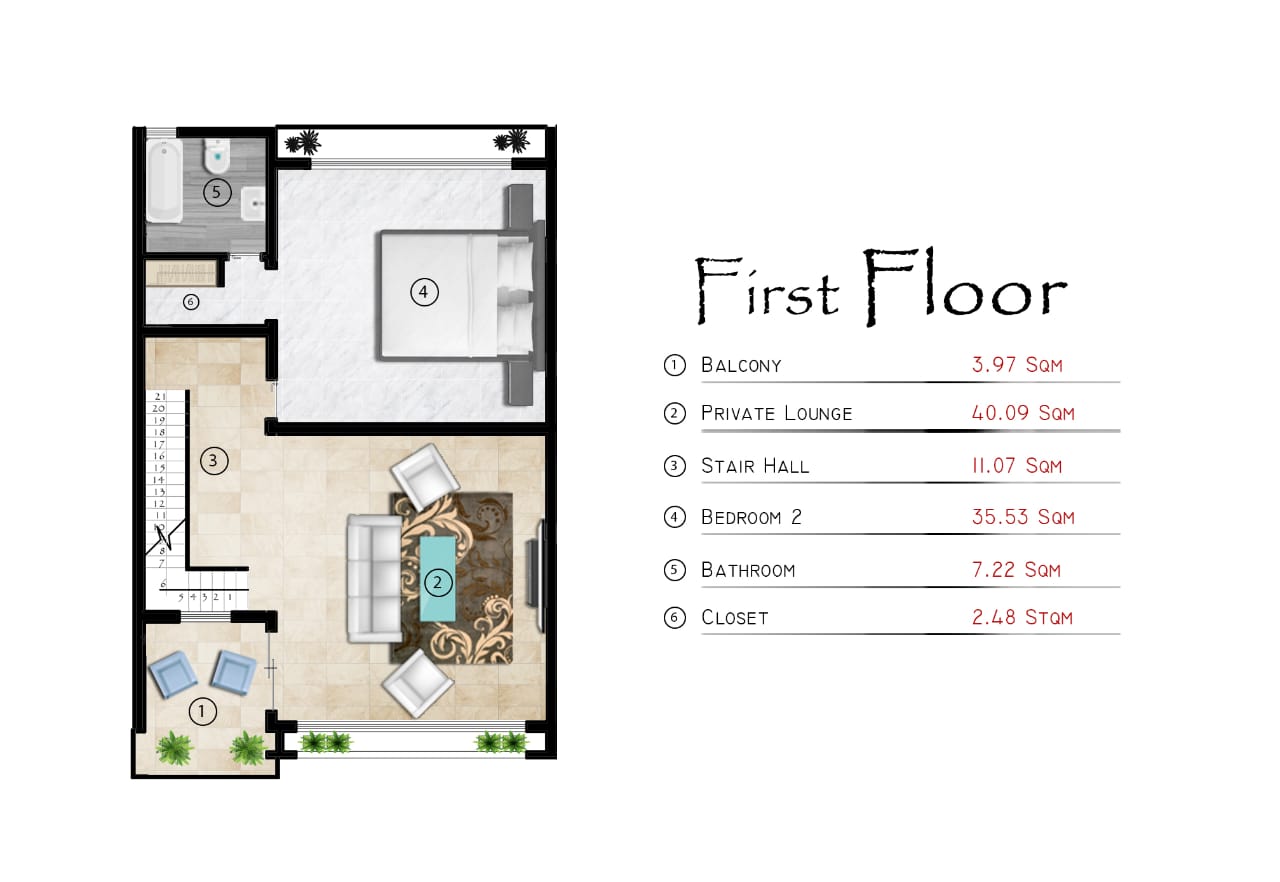 First Floor
1 Balcony 3.97 Sqm
2 Private Lounge 40.09 Sqm
3 Stair Hall 11.07 Sqm
4 Bedroom 2 35.53 Sqm
5 Bathroom 7.22 Sqm
6 Closet 2.48 Stqm
5
6
4
21
20
19
18
17
16
15
14
13
12
11
10
8
7
6
5 4 3 2 1
3
2
1